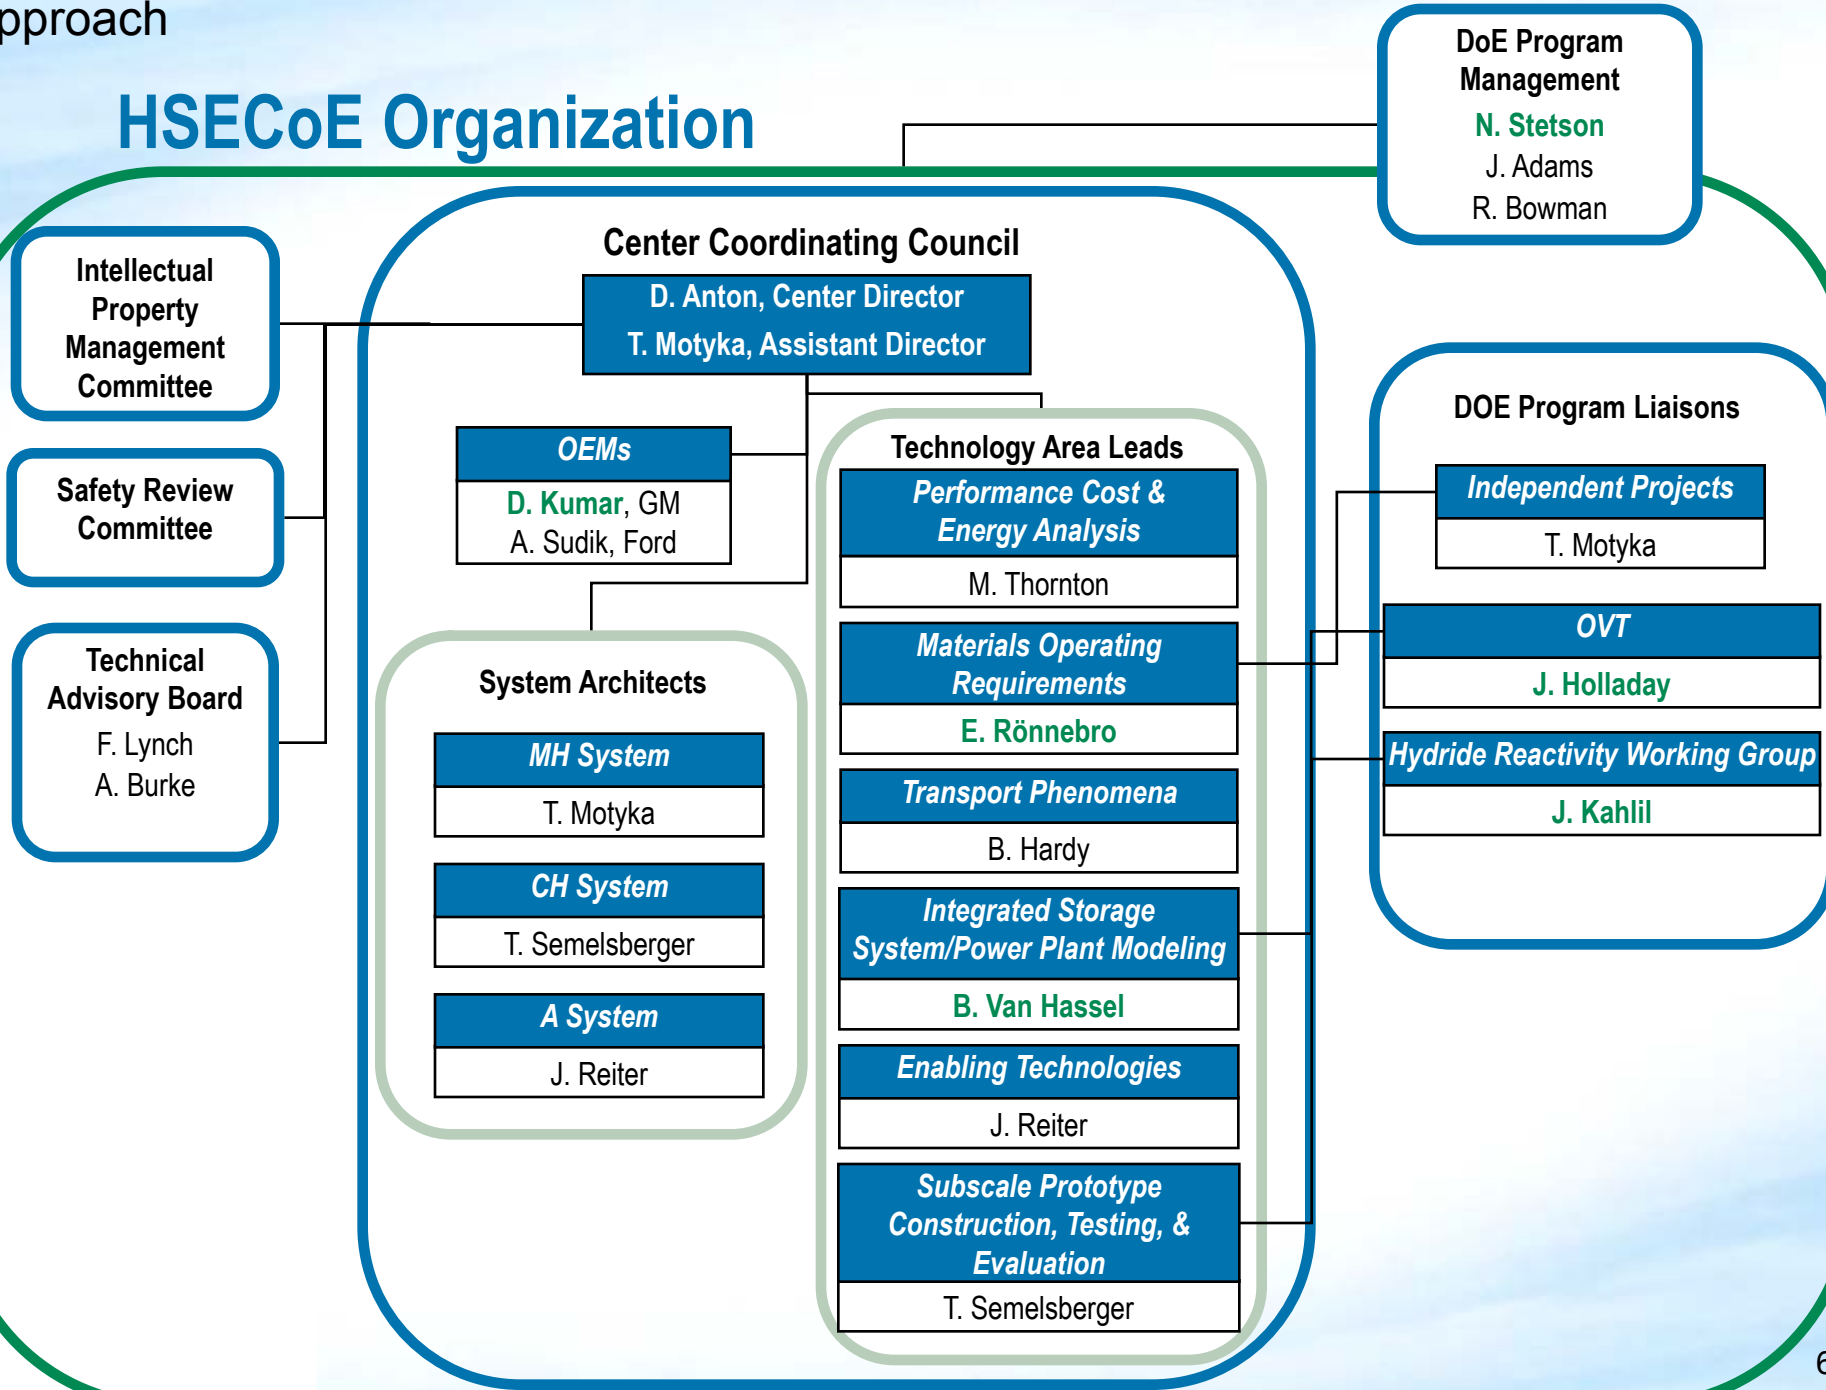 pproach
HSECoE Organization
DoE Program
Management
N. Stetson
J. Adams
R. Bowman
Intellectual
Property
Management
Committee
Safety Review
Committee
Technical
Advisory Board
F. Lynch
A. Burke
Center Coordinating Council
D. Anton, Center Director
T. Motyka, Assistant Director
OEMs
D. Kumar, GM
A. Sudik, Ford
System Architects
MH System
T. Motyka
CH System
T. Semelsberger
A System
J. Reiter
Technology Area Leads
Performance Cost &
Energy Analysis
M. Thornton
Materials Operating
Requirements
E. Rönnebro
Transport Phenomena
B. Hardy
Integrated Storage
System/Power Plant Modeling
B. Van Hassel
Enabling Technologies
J. Reiter
Subscale Prototype
Construction, Testing, &
Evaluation
T. Semelsberger
DOE Program Liaisons
Independent Projects
T. Motyka
OVT
J. Holladay
Hydride Reactivity Working Group
J. Kahlil
6